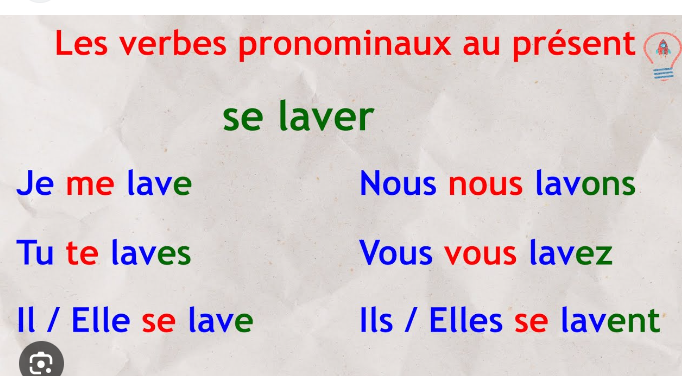 Les verbes pronominaux au présent
se laver
Je me lave
Tu te laves
Il / Elle se lave
Nous nous lavons
Vous vous lavez
Ils / Elles se lavent